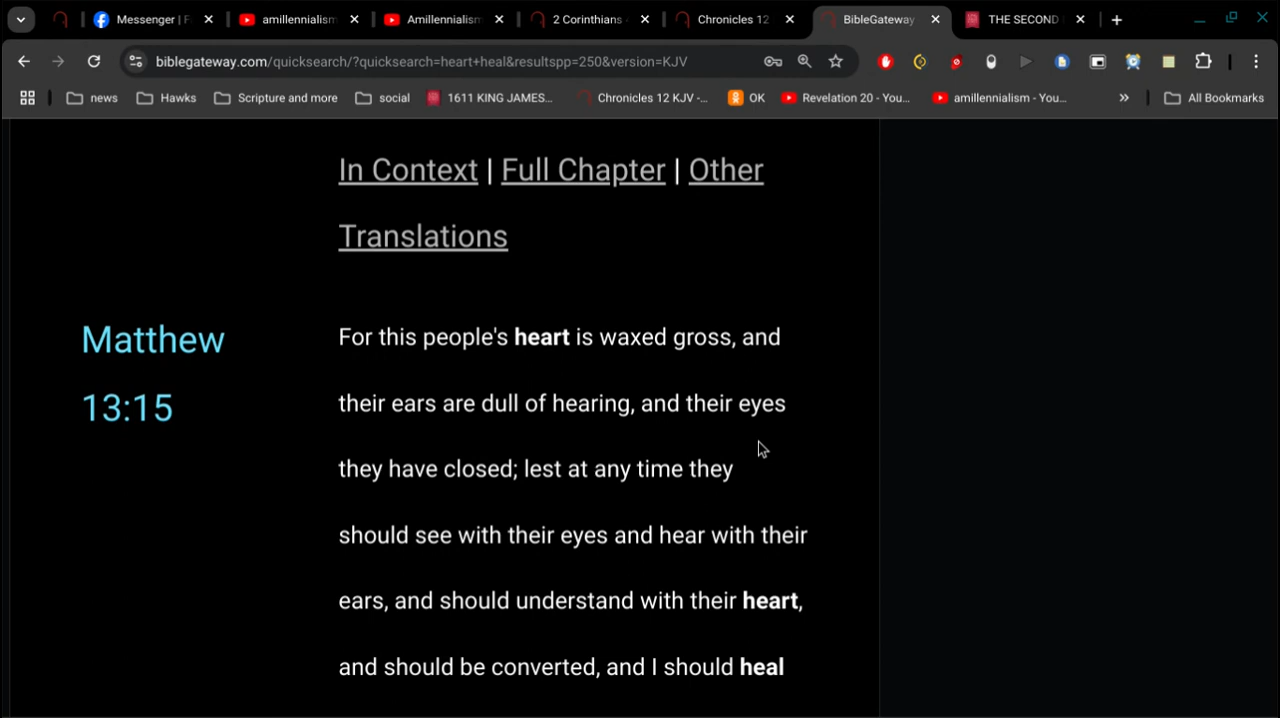 Messenger | F
amillennialism
Amillennialism
2 Corinthians
Chronicles 12
BibleGateway
THE SECOND
biblegateway.com/quicksearch/?quicksearch=heart+heal&resultspp=250&version=KJV
news
Hawks
Scripture and more
social
1611 KING JAMES...
Chronicles 12 KJV -...
OK
Revelation 20 - You...
amillennialism - You...
»
All Bookmarks
In Context | Full Chapter | Other
Translations
Matthew
13:15
For this people's heart is waxed gross, and
their ears are dull of hearing, and their eyes
they have closed; lest at any time they
should see with their eyes and hear with their
ears, and should understand with their heart,
and should be converted, and I should heal